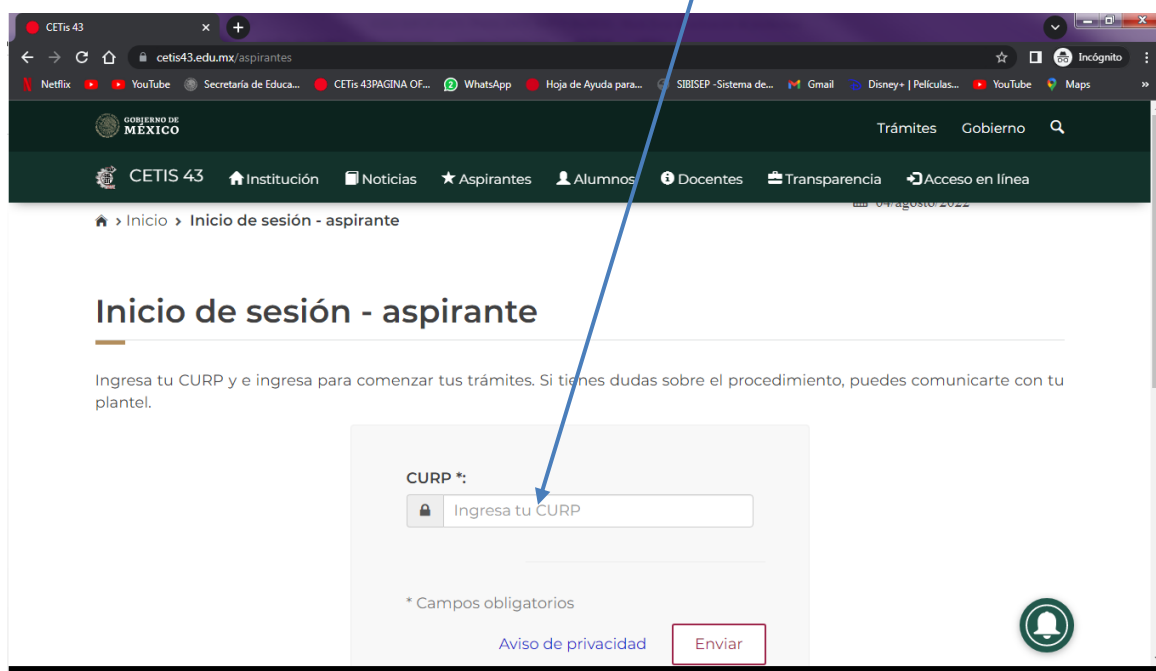 CETis 43
cetis43.edu.mx/aspirantes
Incógnito
Netflix YouTube Secretaría de Educa... CETis 43PAGINA OF... WhatsApp Hoja de Ayuda para... SIBISEP -Sistema de... Gmail Disney+ | Películas... YouTube Maps »
GOBIERNO DE
MÉXICO
Trámites Gobierno
CETIS 43 Institución Noticias Aspirantes Alumnos Docentes Transparencia Acceso en línea
04/agosto/2022
> Inicio > Inicio de sesión - aspirante
Inicio de sesión - aspirante
Ingresa tu CURP y e ingresa para comenzar tus trámites. Si tienes dudas sobre el procedimiento, puedes comunicarte con tu
plantel.
CURP *:
Ingresa tu CURP
* Campos obligatorios
Aviso de privacidad Enviar